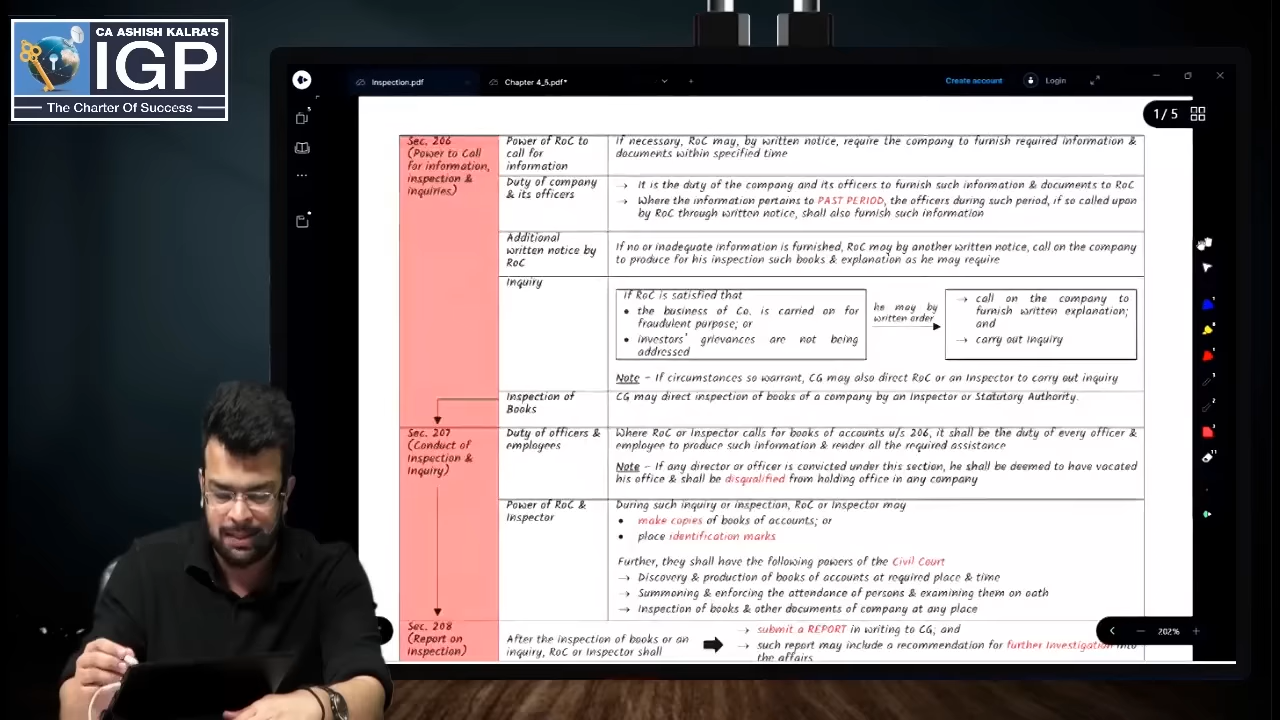 CA ASHISH KALRA'S
IGP
The Charter Of Success
Inspection.pdf
Chapter 4_5.pdf*
Create account
Login
1/5
Sec. 206
(Power to Call
for information,
inspection &
inquiries)
Power of RoC to
call for
information
If necessary, RoC may, by written notice, require the company to furnish required information &
documents within specified time
Duty of company
& its officers
→ It is the duty of the company and its officers to furnish such information & documents to RoC
→ Where the information pertains to PAST PERIOD, the officers during such period, if so called upon
by RoC through written notice, shall also furnish such information
Additional
written notice by
RoC
If no or inadequate information is furnished, RoC may by another written notice, call on the company
to produce for his inspection such books & explanation as he may require
Inquiry
If RoC is satisfied that
• the business of Co. is carried on for
fraudulent purpose; or
• investors' grievances are not being
addressed
he may by
written order
→ call on the company to
furnish written explanation;
and
→ carry out Inquiry
Note - If circumstances so warrant, CG may also direct RoC or an Inspector to carry out inquiry
Inspection of
Books
CG may direct inspection of books of a company by an Inspector or Statutory Authority.
Sec. 207
(Conduct of
Inspection &
Inquiry)
Duty of officers &
employees
Where RoC or Inspector calls for books of accounts u/s 206, it shall be the duty of every officer &
employee to produce such information & render all the required assistance
Note - If any director or officer is convicted under this section, he shall be deemed to have vacated
his office & shall be disqualified from holding office in any company
Power of RoC &
Inspector
During such inquiry or inspection, RoC or Inspector may
• make copies of books of accounts; or
• place identification marks
Further, they shall have the following powers of the Civil Court
→ Discovery & production of books of accounts at required place & time
→ Summoning & enforcing the attendance of persons & examining them on oath
→ Inspection of books & other documents of company at any place
Sec. 208
(Report on
Inspection)
After the inspection of books or an
inquiry, RoC or Inspector shall
→ submit a REPORT in writing to CG, and
→ such report may include a recommendation for further investigation into
the affairs
202%